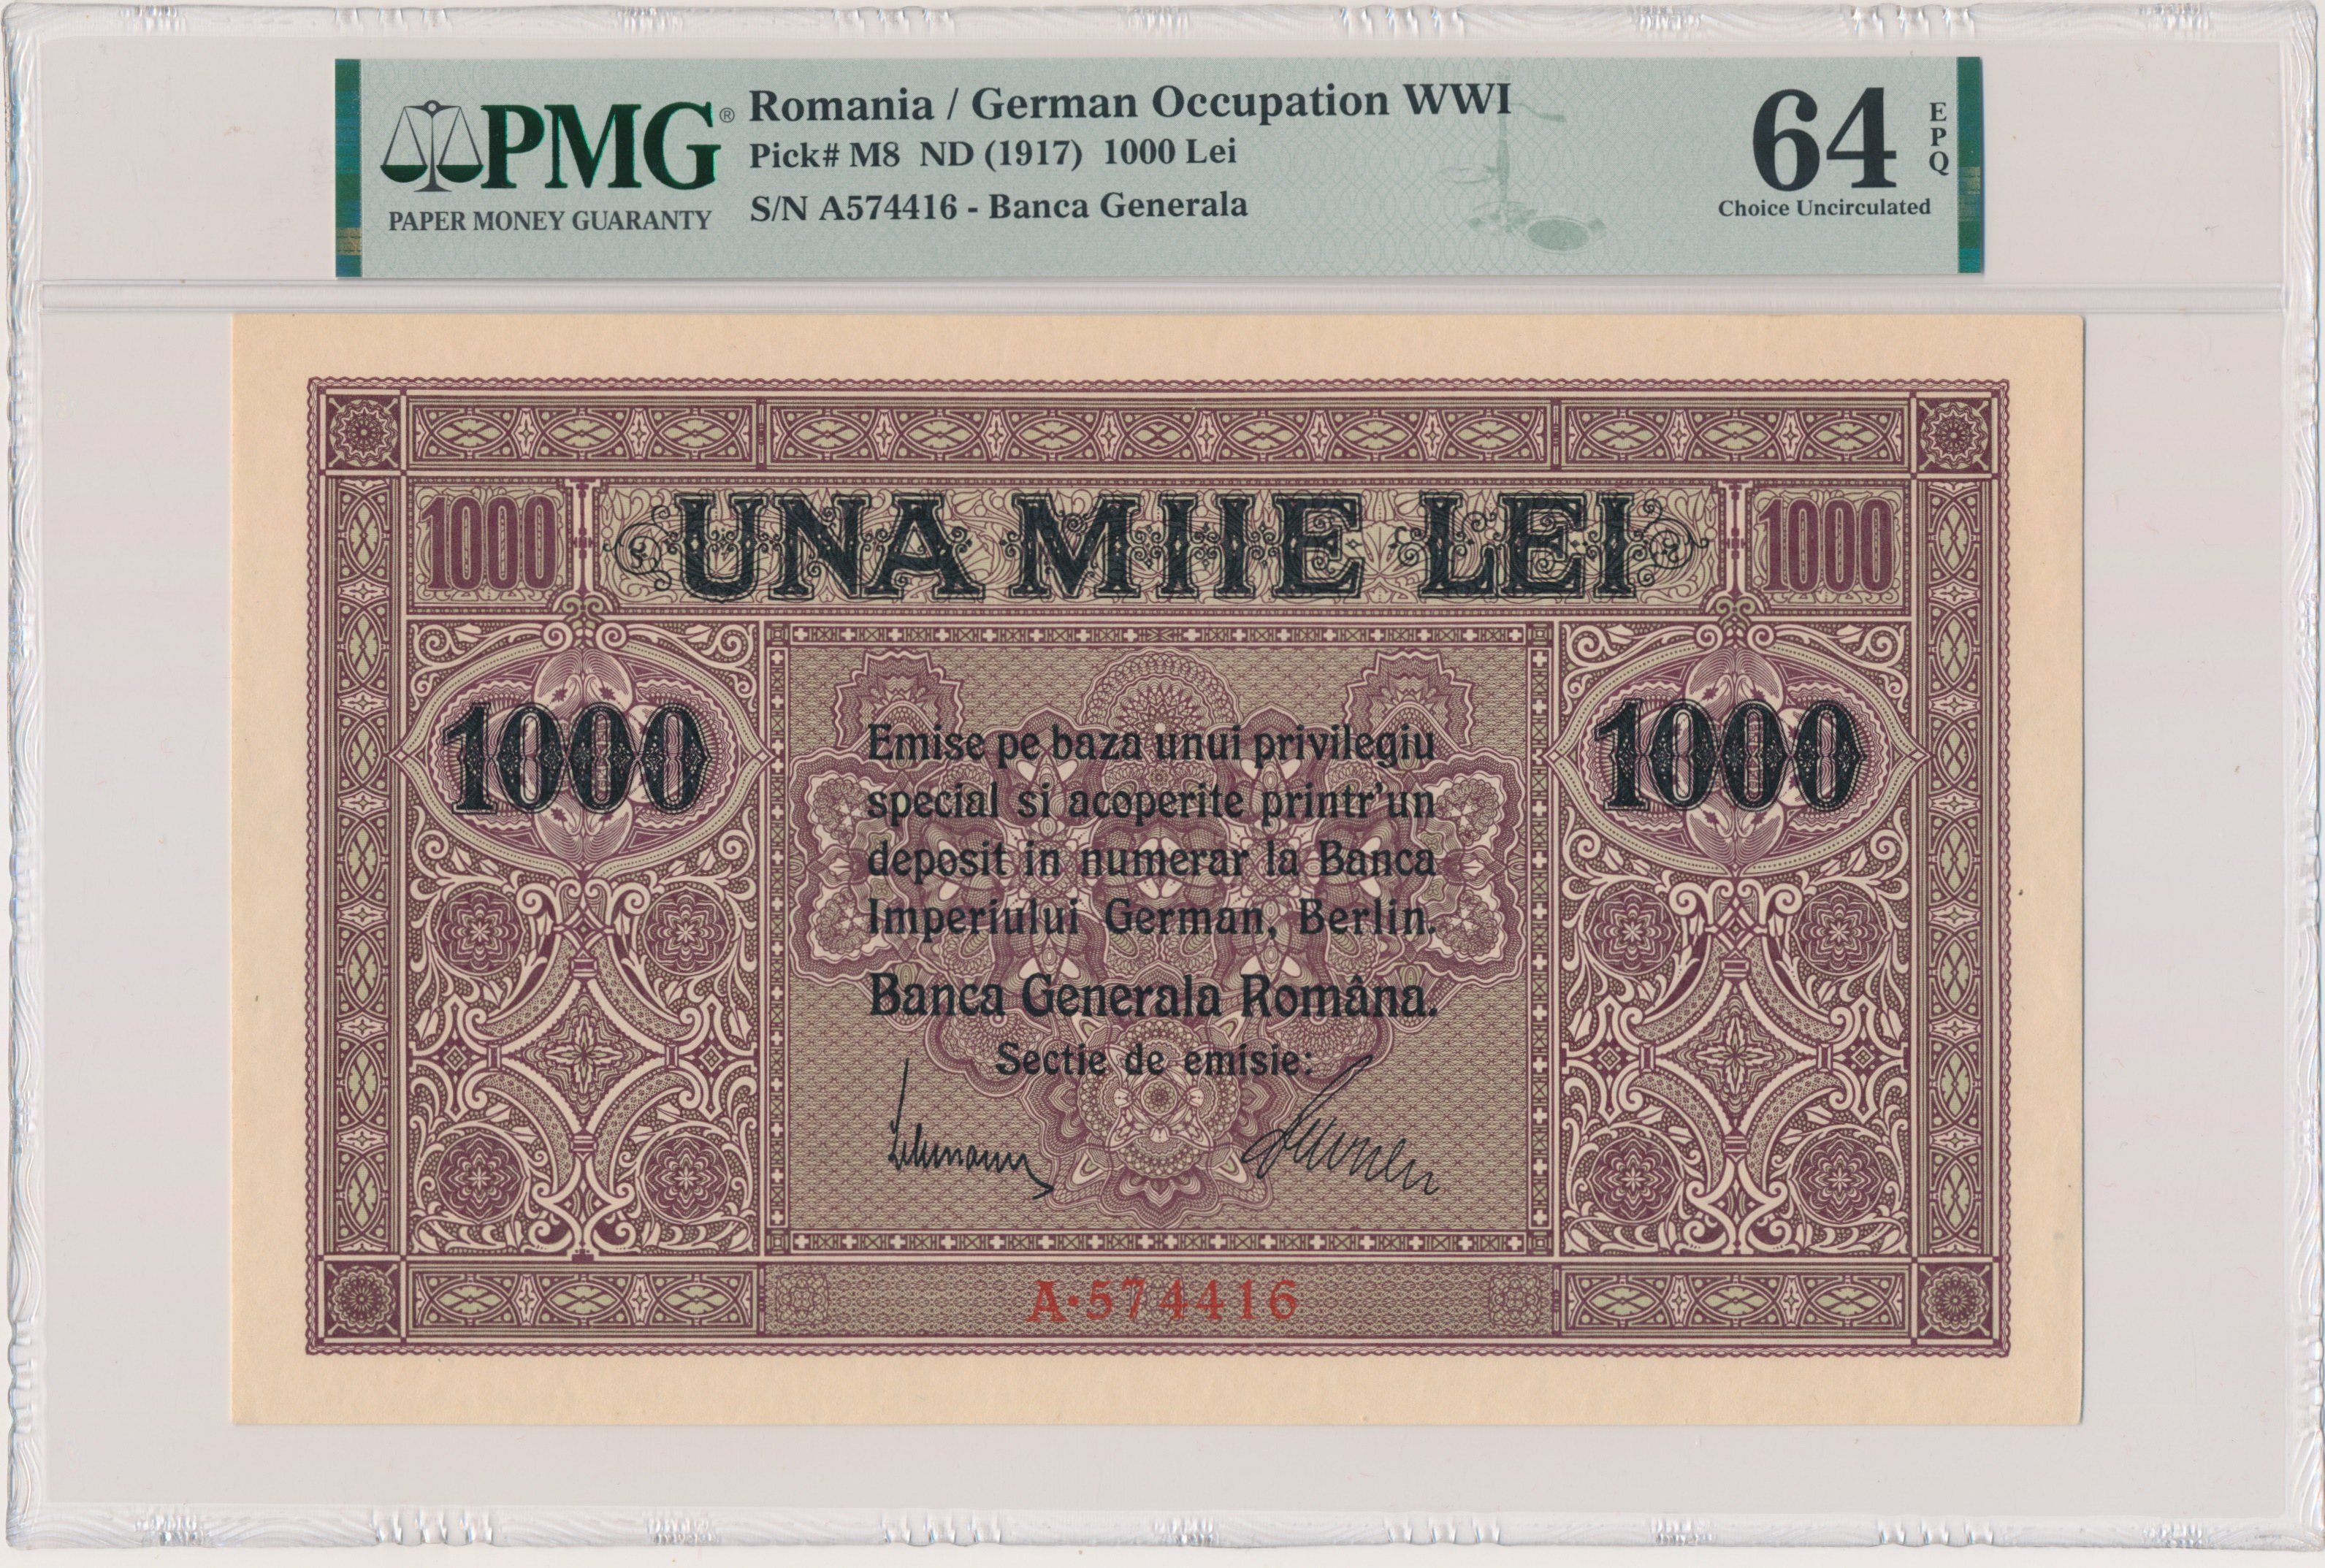 PMG®
PAPER MONEY GUARANTY
Romania / German Occupation WWI
Pick# M8 ND (1917) 1000 Lei
S/N A574416 - Banca Generala
64
EPQ
Choice Uncirculated
1000
UNA MIIE LEI
1000
1000
1000
Emise pe baza unui privilegiu
special si acoperite printr'un
deposit in numerar la Banca
Imperiului German, Berlin.
Banca Generala Româna.
Sectie de emisie:
Lehmann
A·574416